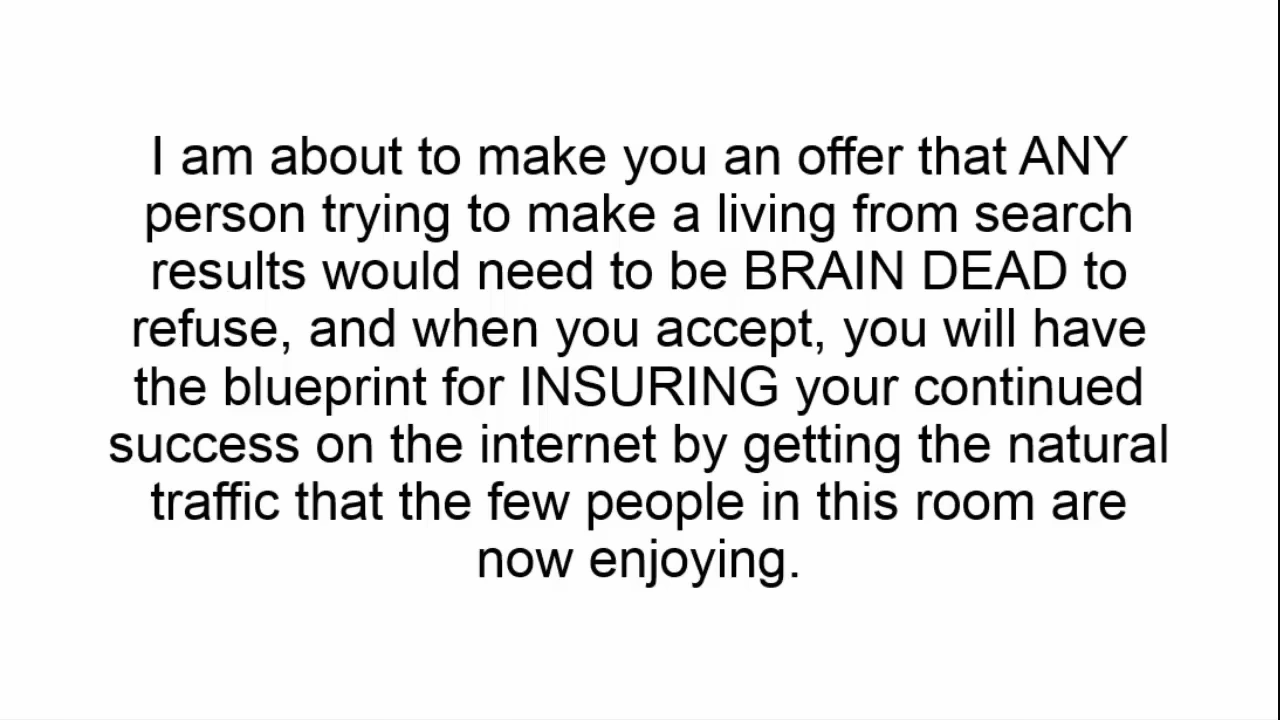 I am about to make you an offer that ANY
person trying to make a living from search
results would need to be BRAIN DEAD to
refuse, and when you accept, you will have
the blueprint for INSURING your continued
success on the internet by getting the natural
traffic that the few people in this room are
now enjoying.